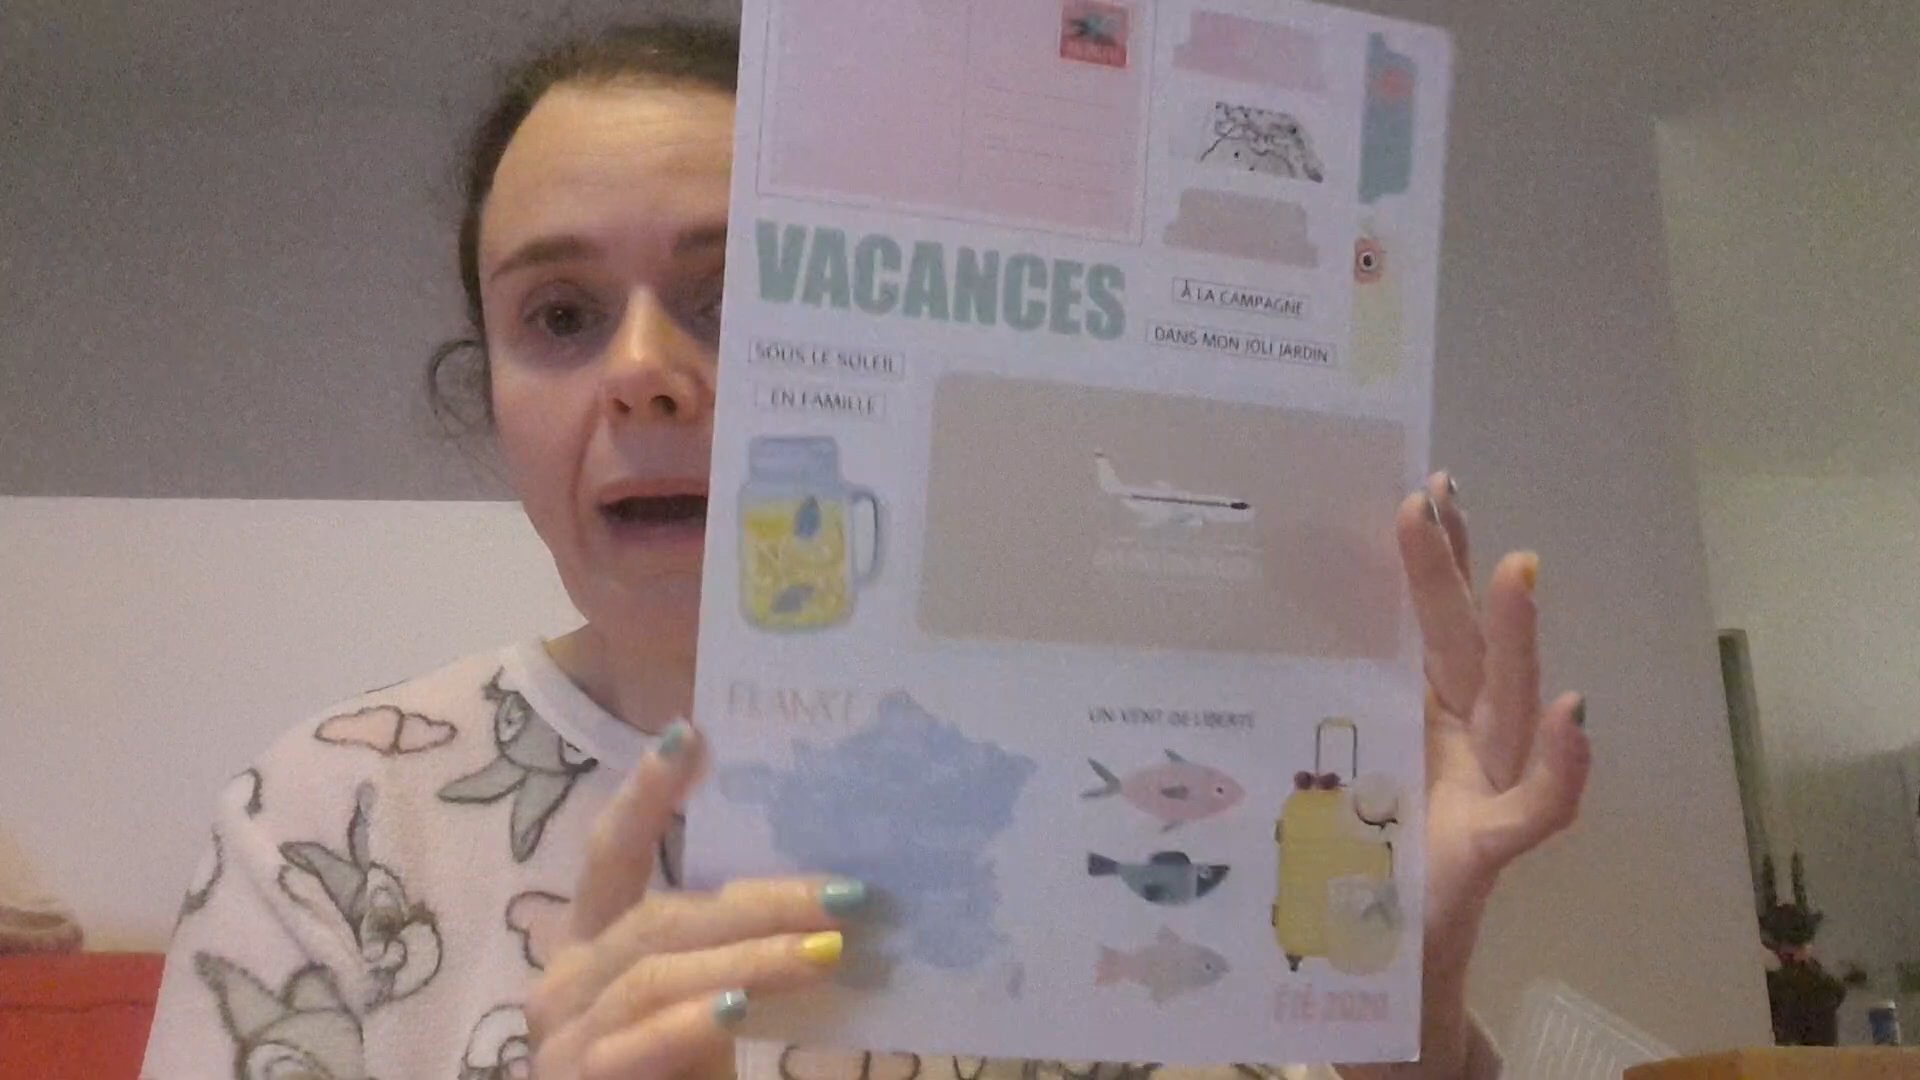 VACANCES
À LA CAMPAGNE
DANS MON JOLI JARDIN
SOUS LE SOLEIL
EN FAMILLE
FRANCE
UN VENT DE LIBERTÉ
ÉTÉ 2020